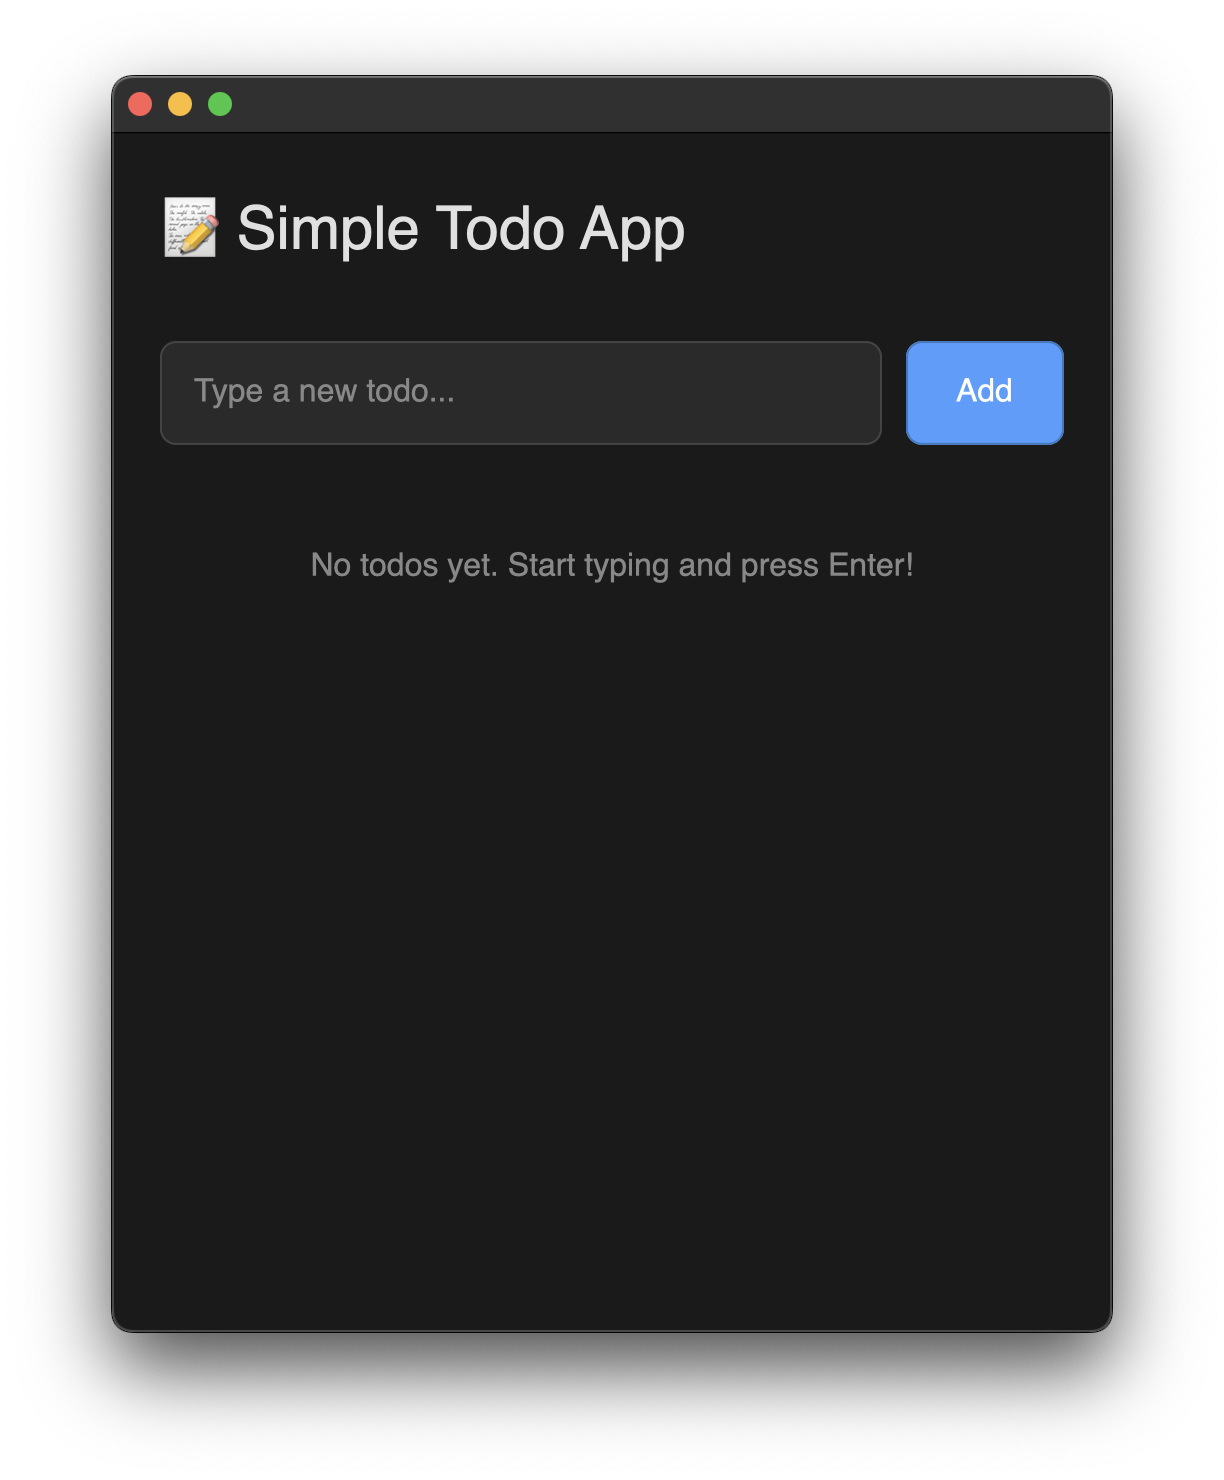 Simple Todo App
Type a new todo...
Add
No todos yet. Start typing and press Enter!